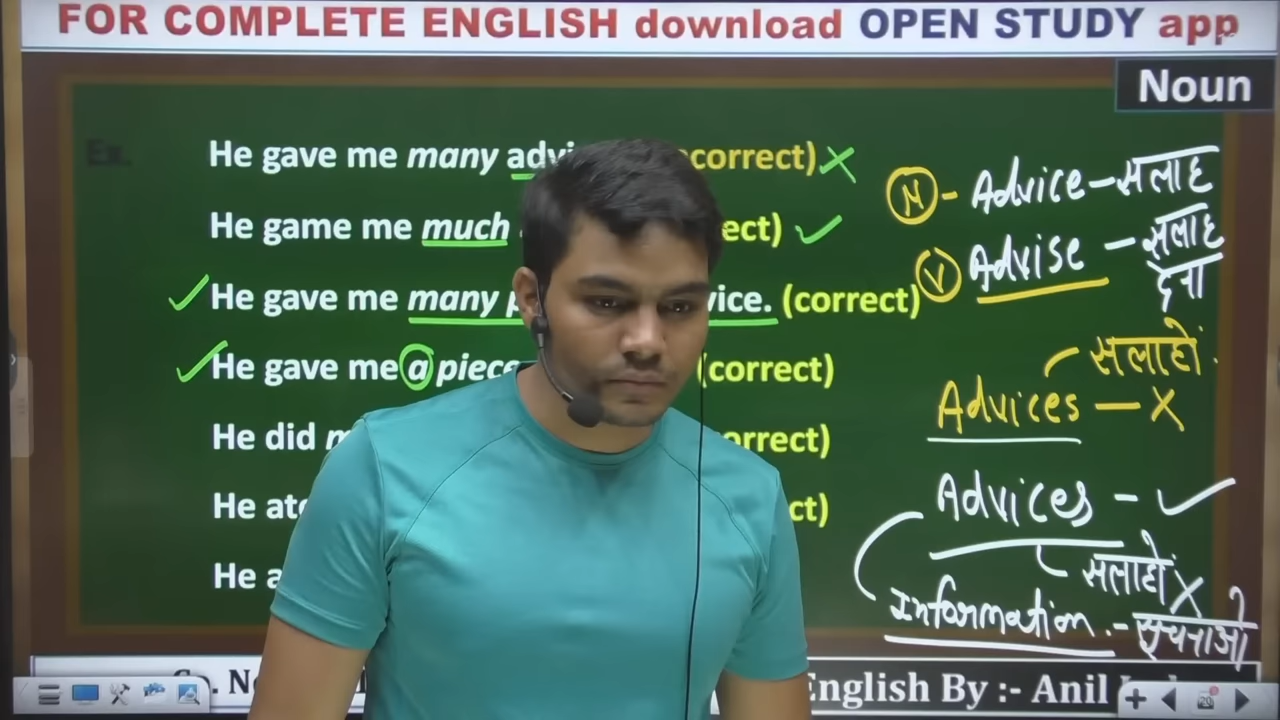 FOR COMPLETE ENGLISH download OPEN STUDY app
Noun
Ex.
He gave me many advi correct) X
He game me much ect) ✓
✓ He gave me many p vice. (correct)
✓ He gave me a piece (correct)
He did m orrect)
He ate ct)
He a
N - Advice - सलाह
V Advise - सलाह
देना
सलाहों
Advices - X
Advices - ✓
सलाहों X
Information. - सूचनाओं
English By :- Anil